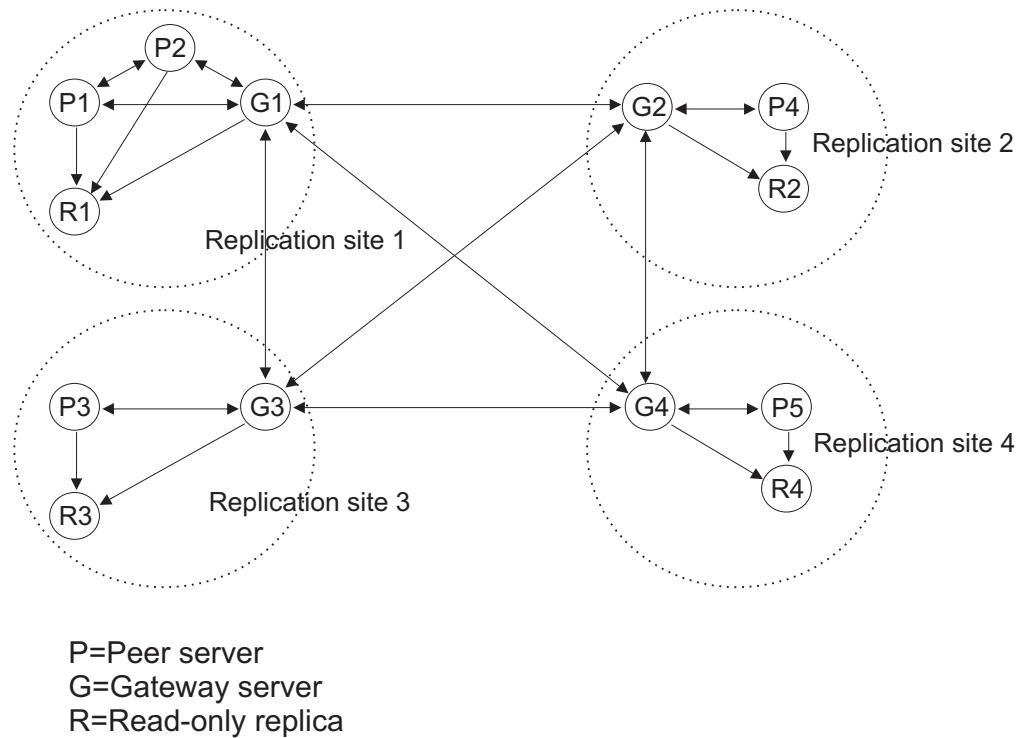 P2
P1
G1
R1
Replication site 1
G2
P4
Replication site 2
R2
P3
G3
R3
Replication site 3
G4
P5
Replication site 4
R4
P=Peer server
G=Gateway server
R=Read-only replica